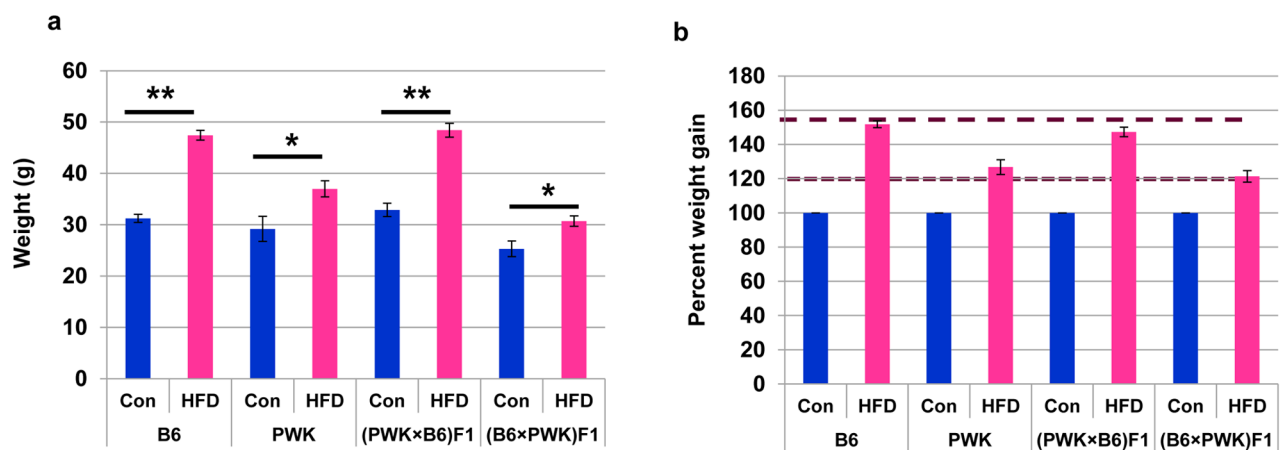 a
Weight (g)
60
50
40
30
20
10
0
**
*
**
*
Con HFD Con HFD Con HFD Con HFD
B6 PWK (PWK×B6)F1 (B6×PWK)F1
b
Percent weight gain
180
160
140
120
100
80
60
40
20
0
Con HFD Con HFD Con HFD Con HFD
B6 PWK (PWK×B6)F1 (B6×PWK)F1